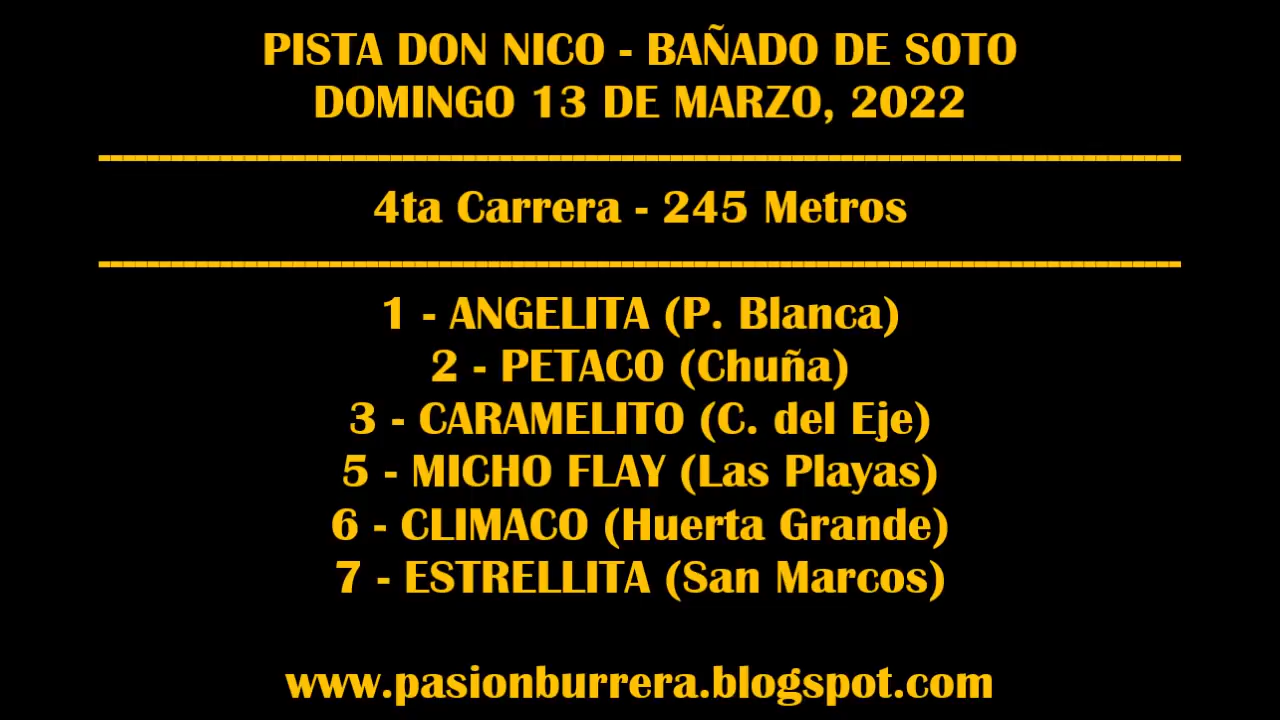 PISTA DON NICO - BAÑADO DE SOTO
DOMINGO 13 DE MARZO, 2022
4ta Carrera - 245 Metros
1 - ANGELITA (P. Blanca)
2 - PETACO (Chuña)
3 - CARAMELITO (C. del Eje)
5 - MICHO FLAY (Las Playas)
6 - CLIMACO (Huerta Grande)
7 - ESTRELLITA (San Marcos)
www.pasionburrera.blogspot.com